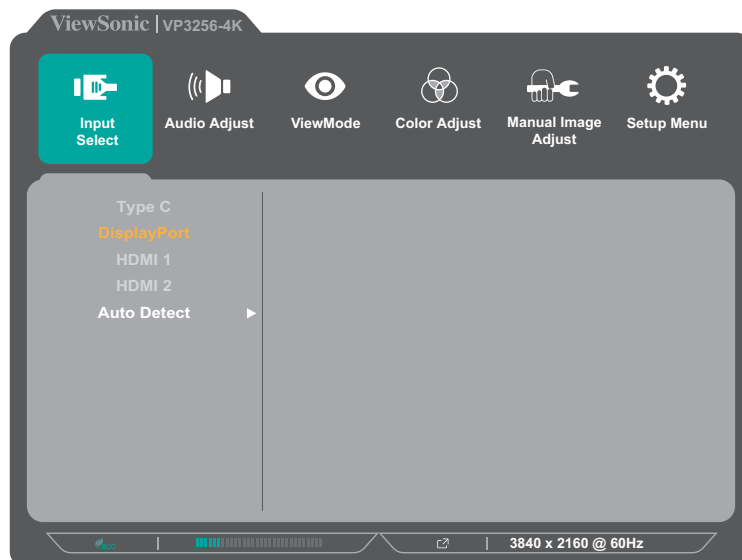 ViewSonic | VP3256-4K
Input Select
Audio Adjust
ViewMode
Color Adjust
Manual Image Adjust
Setup Menu
Type C
DisplayPort
HDMI 1
HDMI 2
Auto Detect
ECO
3840 x 2160 @ 60Hz